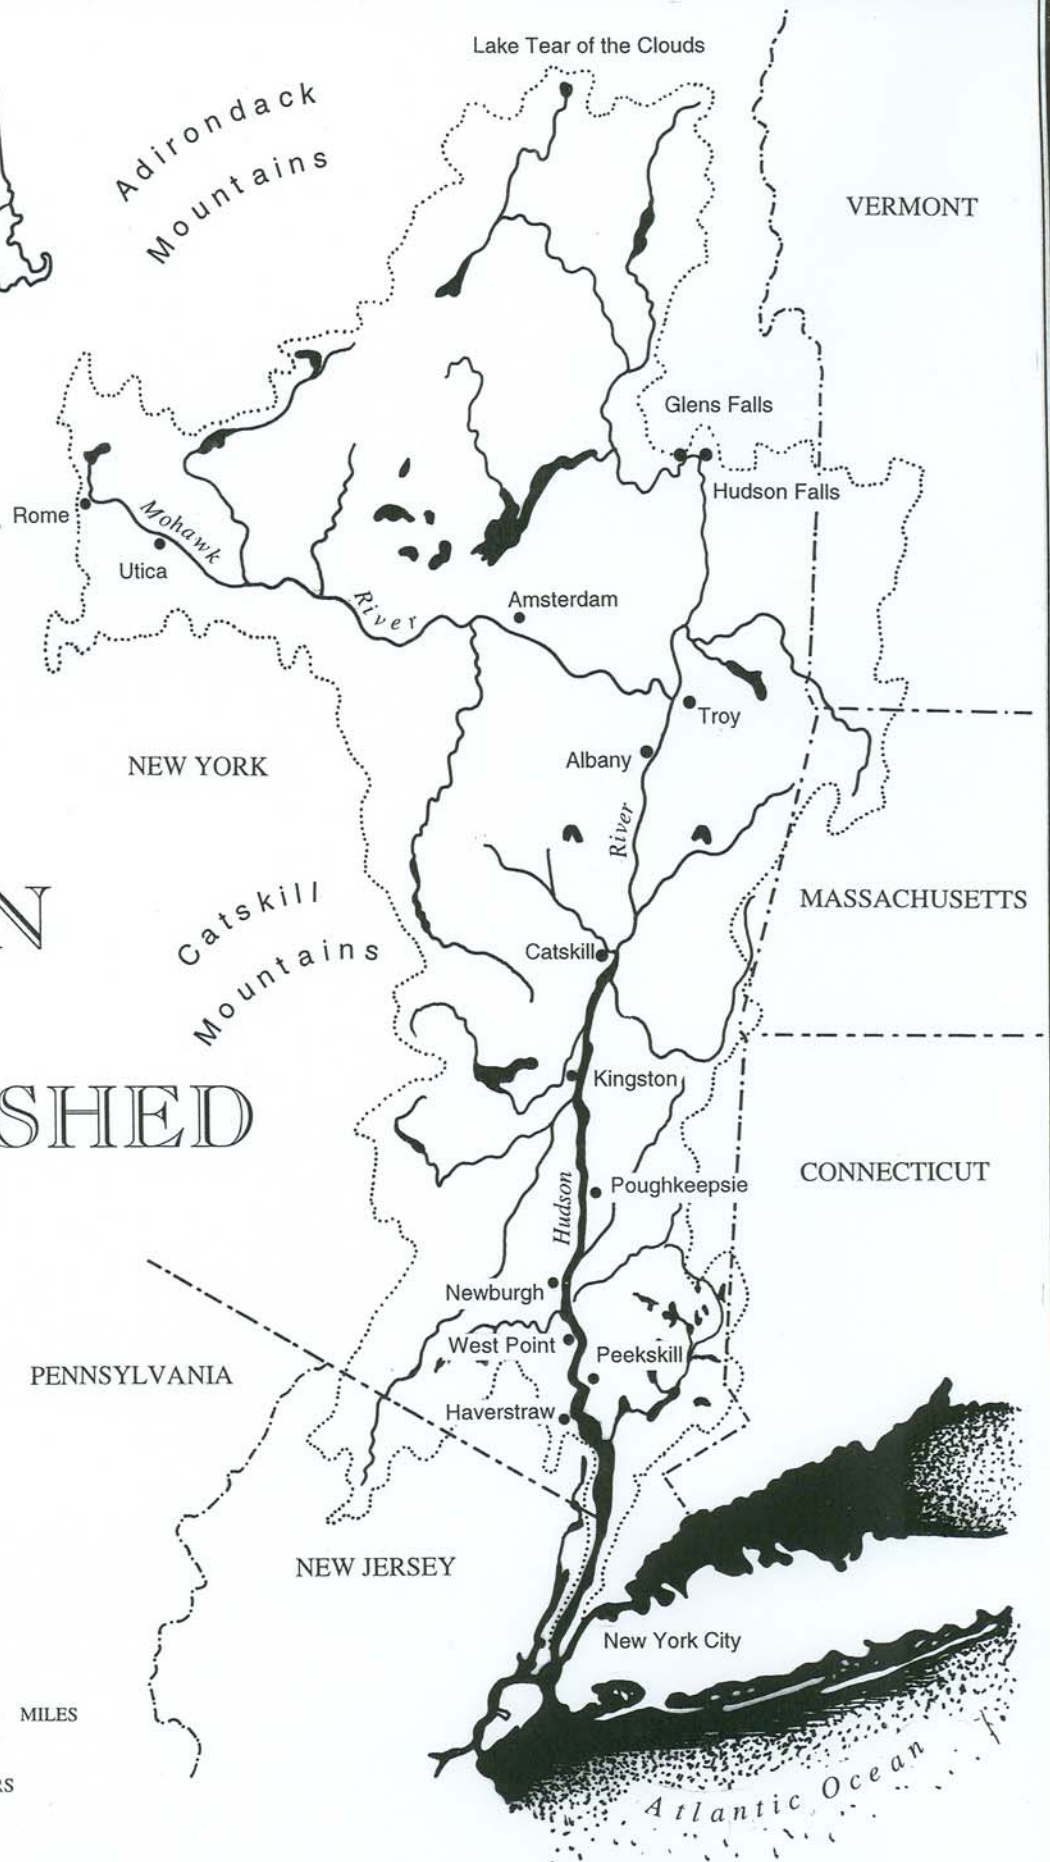 Lake Tear of the Clouds
Adirondack
Mountains
VERMONT
Glens Falls
Hudson Falls
Rome
Mohawk
River
Utica
Amsterdam
Troy
Albany
NEW YORK
River
N
Catskill
Mountains
MASSACHUSETTS
Catskill
Kingston
SHED
CONNECTICUT
Poughkeepsie
Hudson
Newburgh
West Point
Peekskill
PENNSYLVANIA
Haverstraw
NEW JERSEY
New York City
MILES
RS
Atlantic Ocean